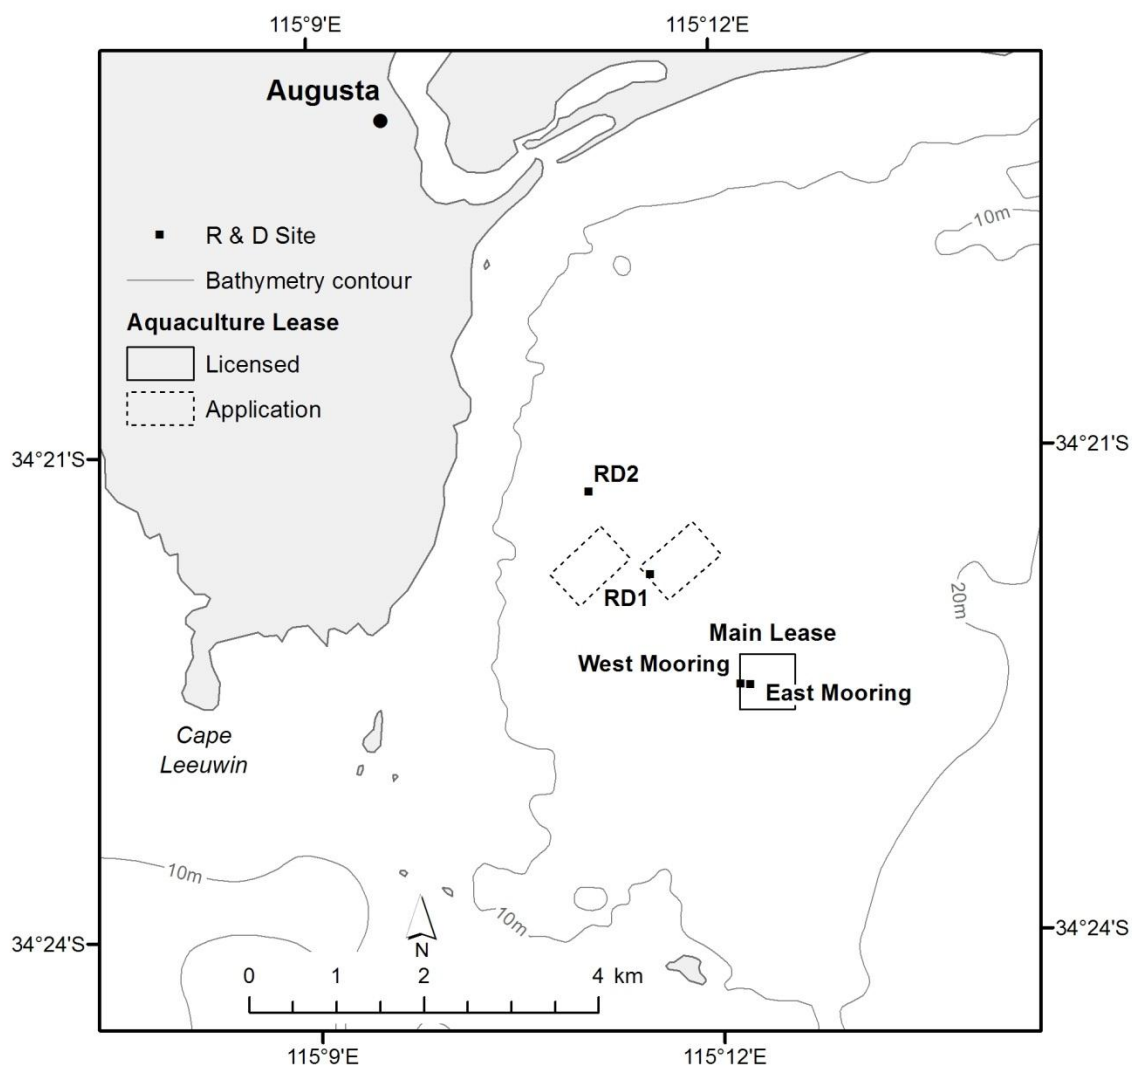 115°9'E
115°12'E
Augusta
R & D Site
Bathymetry contour
Aquaculture Lease
Licensed
Application
10m
34°21'S
34°21'S
RD2
RD1
20m
Main Lease
West Mooring
East Mooring
Cape
Leeuwin
10m
10m
N
34°24'S
34°24'S
0 1 2 4 km
115°9'E
115°12'E